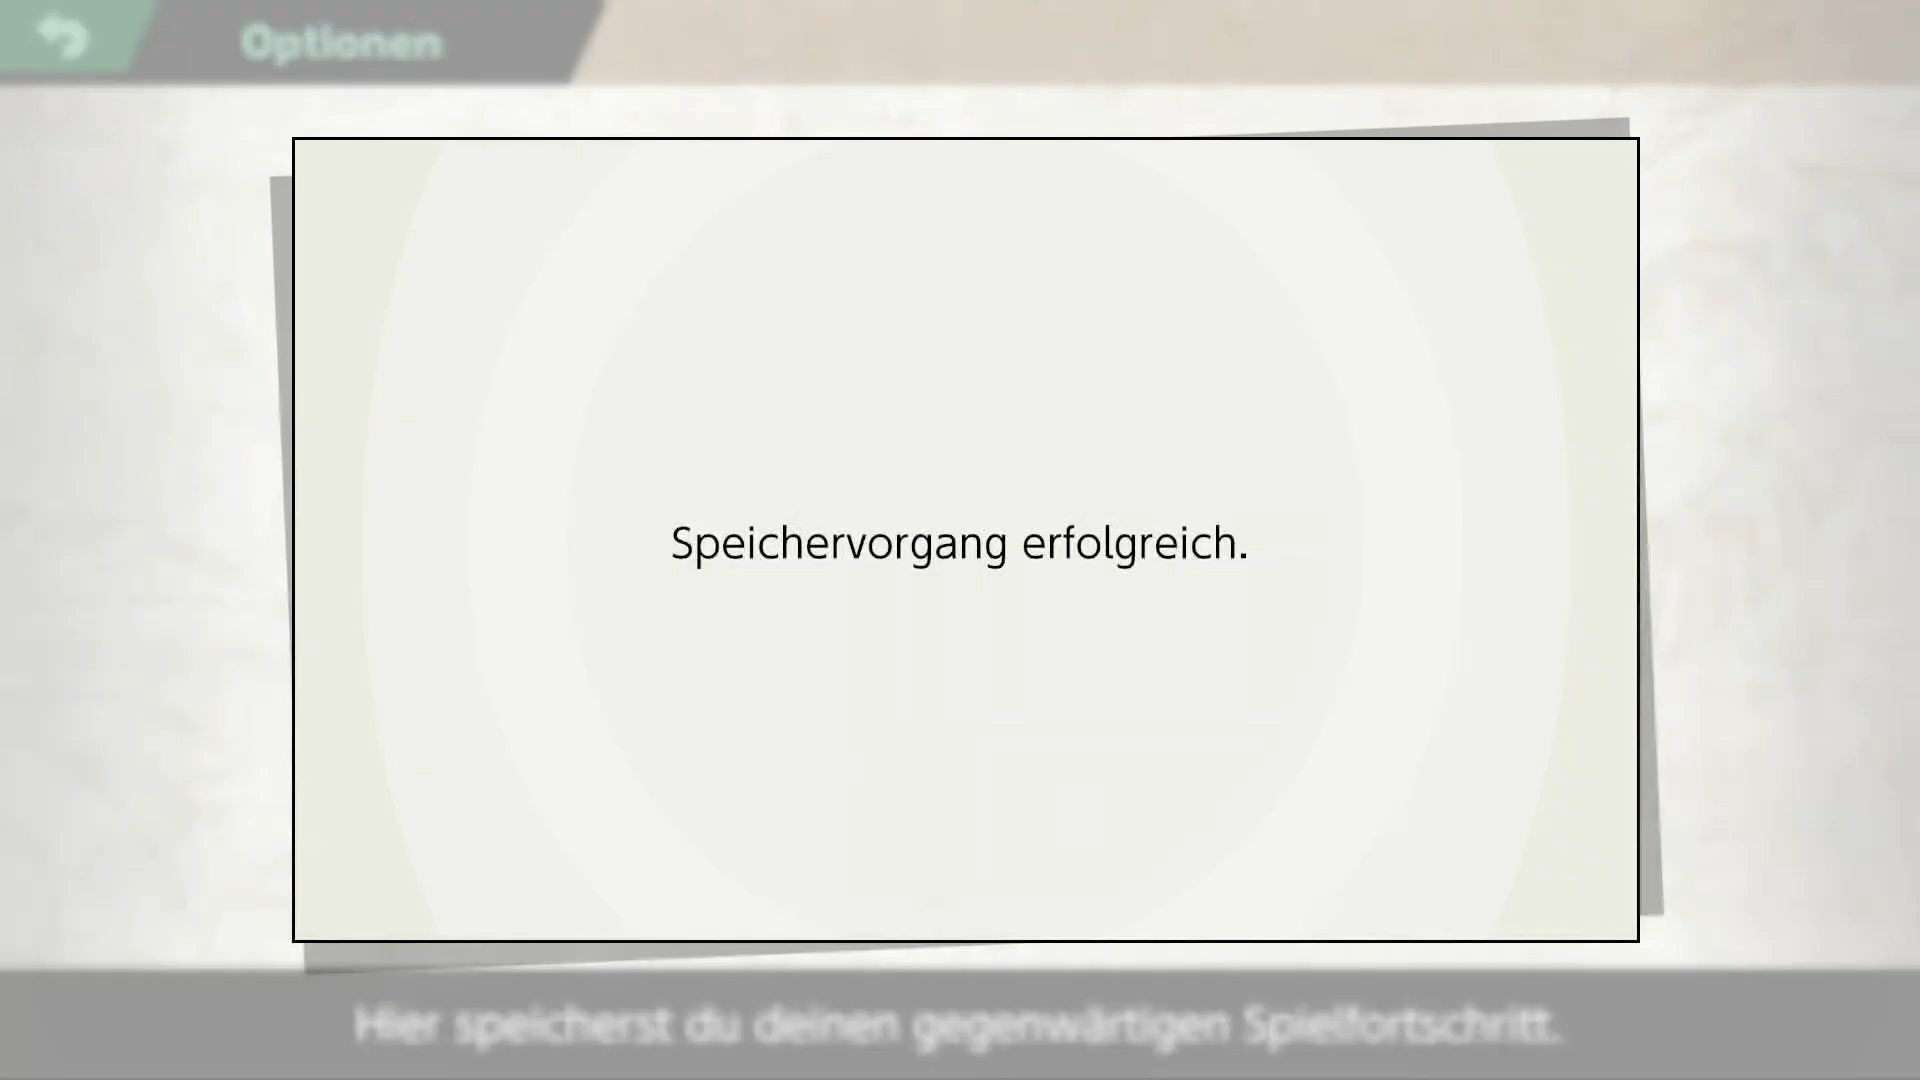 Optionen
Speichervorgang erfolgreich.
Hier speicherst du deinen gegenwärtigen Spielfortschritt.